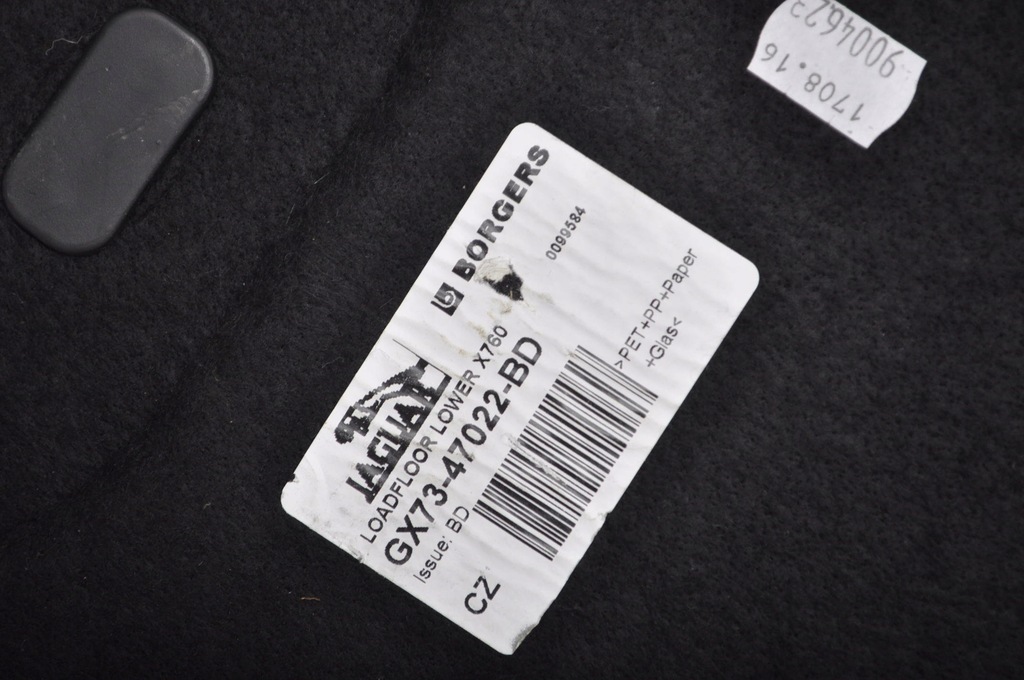 BORGERS
0099584
JAGUAR
LOADFLOOR LOWER X760
GX73-47022-BD
Issue: BD
>PET+PP+Paper
+Glas<
CZ
1708.16
9004623